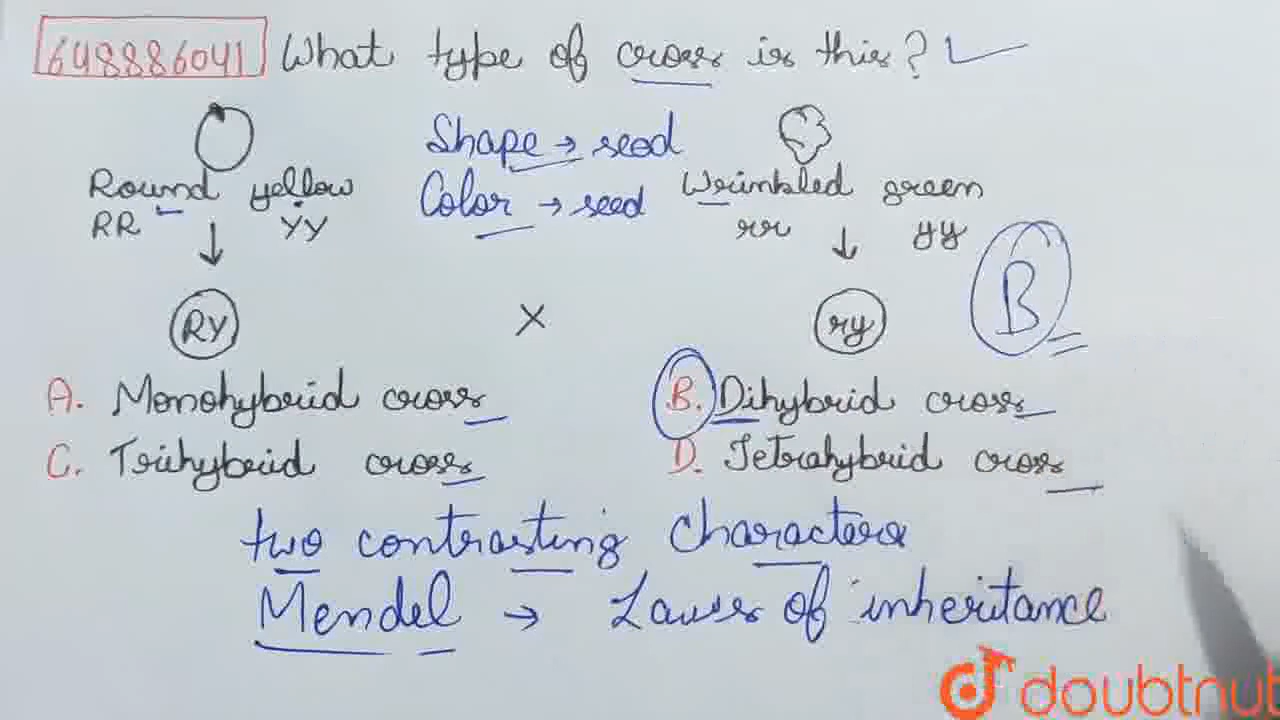 648886041 What type of cross is this?
Shape → seed
Round yellow Color → seed Wrinkled green
RR YY rr yy
B
RY X ry
A. Monohybrid cross B. Dihybrid cross
C. Trihybrid cross D. Tetrahybrid cross
two contrasting characters
Mendel → Laws of inheritance
doubtnut